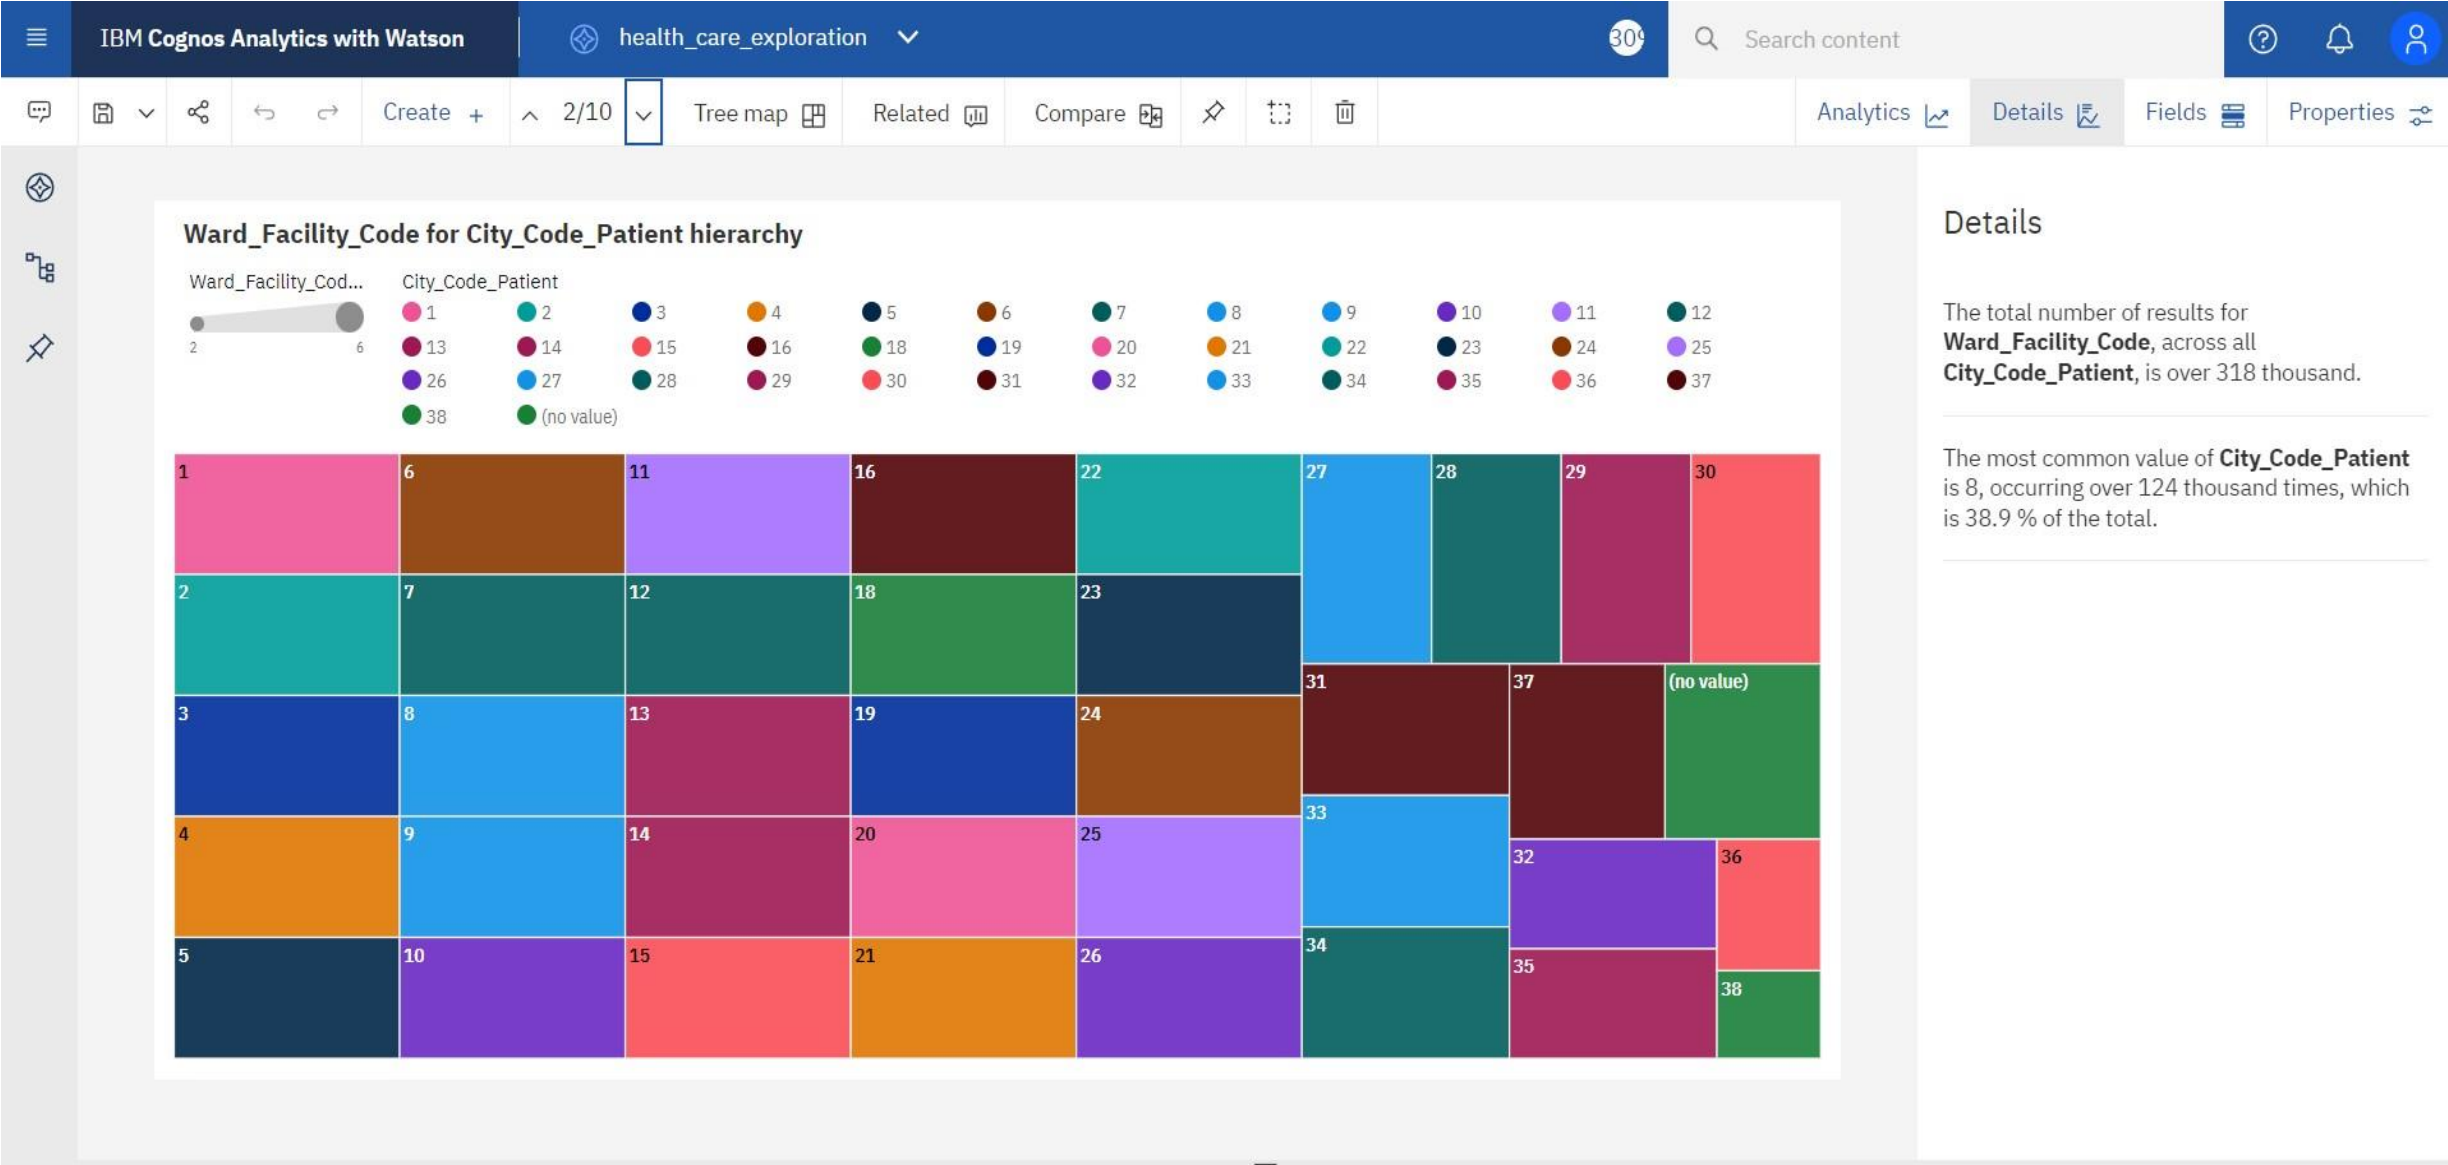 IBM Cognos Analytics with Watson
health_care_exploration
30
Search content
Create +
2/10
Tree map
Related
Compare
Analytics
Details
Fields
Properties
Ward_Facility_Code for City_Code_Patient hierarchy
Ward_Facility_Cod...
2 6
City_Code_Patient
1 2 3 4 5 6 7 8 9 10 11 12
13 14 15 16 18 19 20 21 22 23 24 25
26 27 28 29 30 31 32 33 34 35 36 37
38 (no value)
1 6 11 16 22 27 28 29 30
2 7 12 18 23
31 37 (no value)
3 8 13 19 24
33
4 9 14 20 25
32 36
34
5 10 15 21 26
35
38
Details
The total number of results for
Ward_Facility_Code, across all
City_Code_Patient, is over 318 thousand.
The most common value of City_Code_Patient
is 8, occurring over 124 thousand times, which
is 38.9 % of the total.